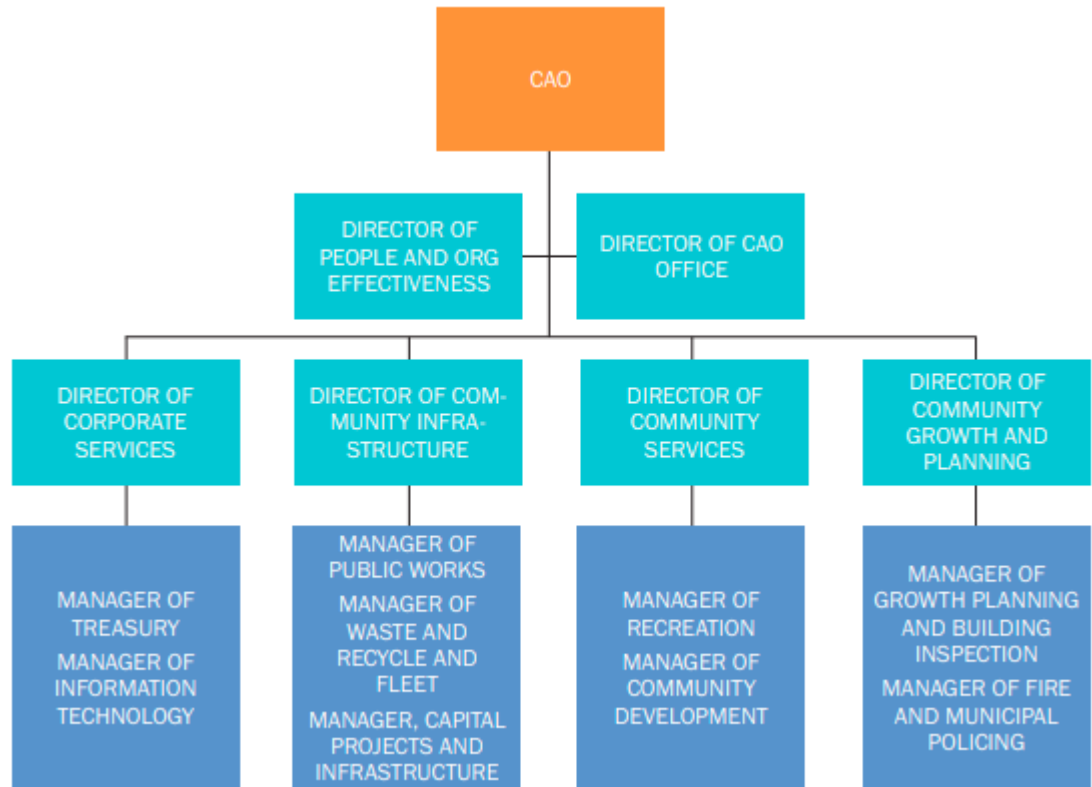 CAO
DIRECTOR OF
PEOPLE AND ORG
EFFECTIVENESS
DIRECTOR OF CAO
OFFICE
DIRECTOR OF
CORPORATE
SERVICES
DIRECTOR OF COM-
MUNITY INFRA-
STRUCTURE
DIRECTOR OF
COMMUNITY
SERVICES
DIRECTOR OF
COMMUNITY
GROWTH AND
PLANNING
MANAGER OF
TREASURY
MANAGER OF
INFORMATION
TECHNOLOGY
MANAGER OF
PUBLIC WORKS
MANAGER OF
WASTE AND
RECYCLE AND
FLEET
MANAGER, CAPITAL
PROJECTS AND
INFRASTRUCTURE
MANAGER OF
RECREATION
MANAGER OF
COMMUNITY
DEVELOPMENT
MANAGER OF
GROWTH PLANNING
AND BUILDING
INSPECTION
MANAGER OF FIRE
AND MUNICIPAL
POLICING